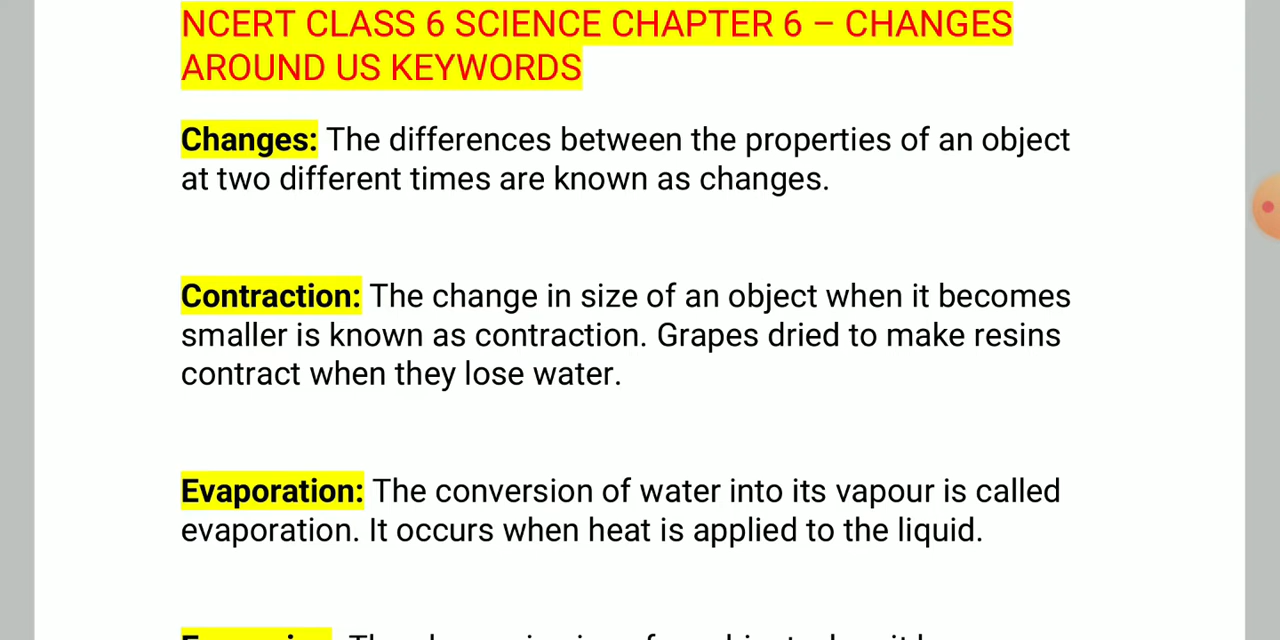 NCERT CLASS 6 SCIENCE CHAPTER 6 – CHANGES
AROUND US KEYWORDS
Changes: The differences between the properties of an object
at two different times are known as changes.
Contraction: The change in size of an object when it becomes
smaller is known as contraction. Grapes dried to make resins
contract when they lose water.
Evaporation: The conversion of water into its vapour is called
evaporation. It occurs when heat is applied to the liquid.